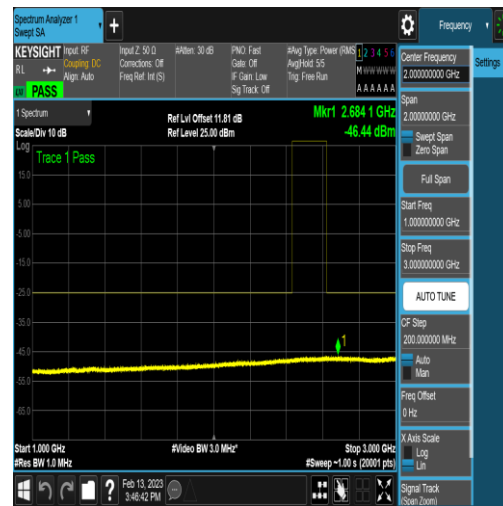 Spectrum Analyzer 1
Swept SA
Frequency
KEYSIGHT
RL
LW
PASS
Input: RF
Coupling: DC
Align: Auto
Input Z: 50 Ω
Corrections: Off
Freq Ref: Int (S)
#Atten: 30 dB
PNO: Fast
Gate: Off
IF Gain: Low
Sig Track: Off
#Avg Type: Power (RMS
Avg|Hold: 5/5
Trig: Free Run
1 2 3 4 5 6
M W W W W W
A A A A A A
Settings
Center Frequency
2.000000000 GHz
Span
2.00000000 GHz
Swept Span
Zero Span
Full Span
Start Freq
1.000000000 GHz
Stop Freq
3.000000000 GHz
AUTO TUNE
CF Step
200.000000 MHz
Auto
Man
Freq Offset
0 Hz
X Axis Scale
Log
Lin
Signal Track
(Span Zoom)
1 Spectrum
Scale/Div 10 dB
Ref Lvl Offset 11.81 dB
Ref Level 25.00 dBm
Mkr1 2.684 1 GHz
-46.44 dBm
Log
Trace 1 Pass
15.0
5.00
-5.00
-15.0
-25.0
-35.0
-45.0
-55.0
-65.0
1
Start 1.000 GHz
#Res BW 1.0 MHz
#Video BW 3.0 MHz*
Stop 3.000 GHz
#Sweep ~1.00 s (20001 pts)
?
Feb 13, 2023
3:46:42 PM